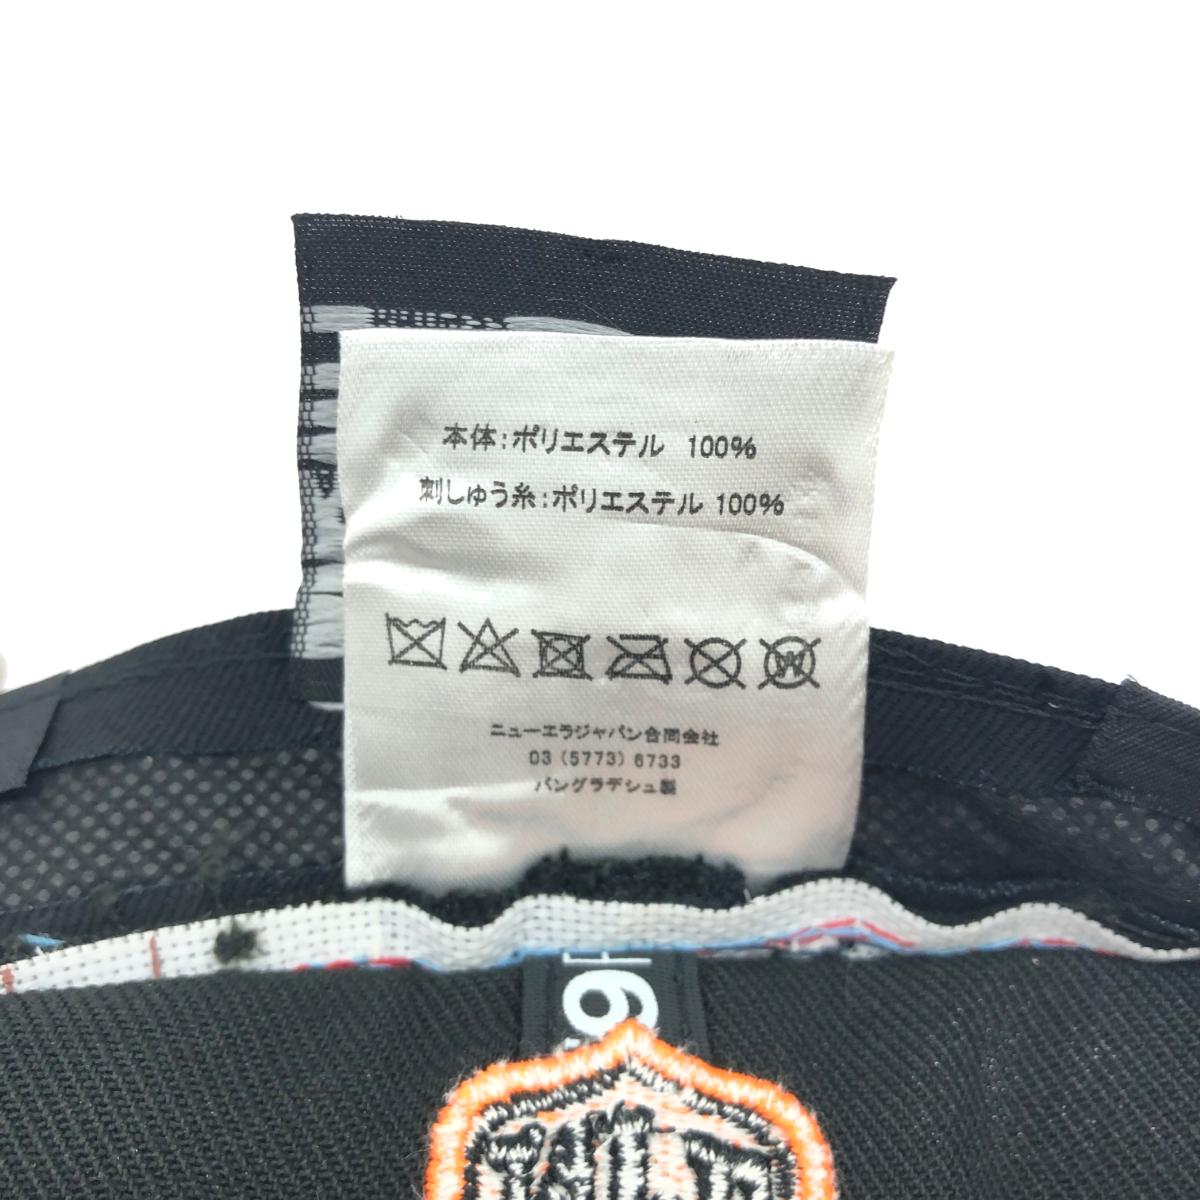 本体:ポリエステル 100%
刺しゅう糸:ポリエステル 100%
ニューエラジャパン合同会社
03 (5773) 6733
バングラデシュ製